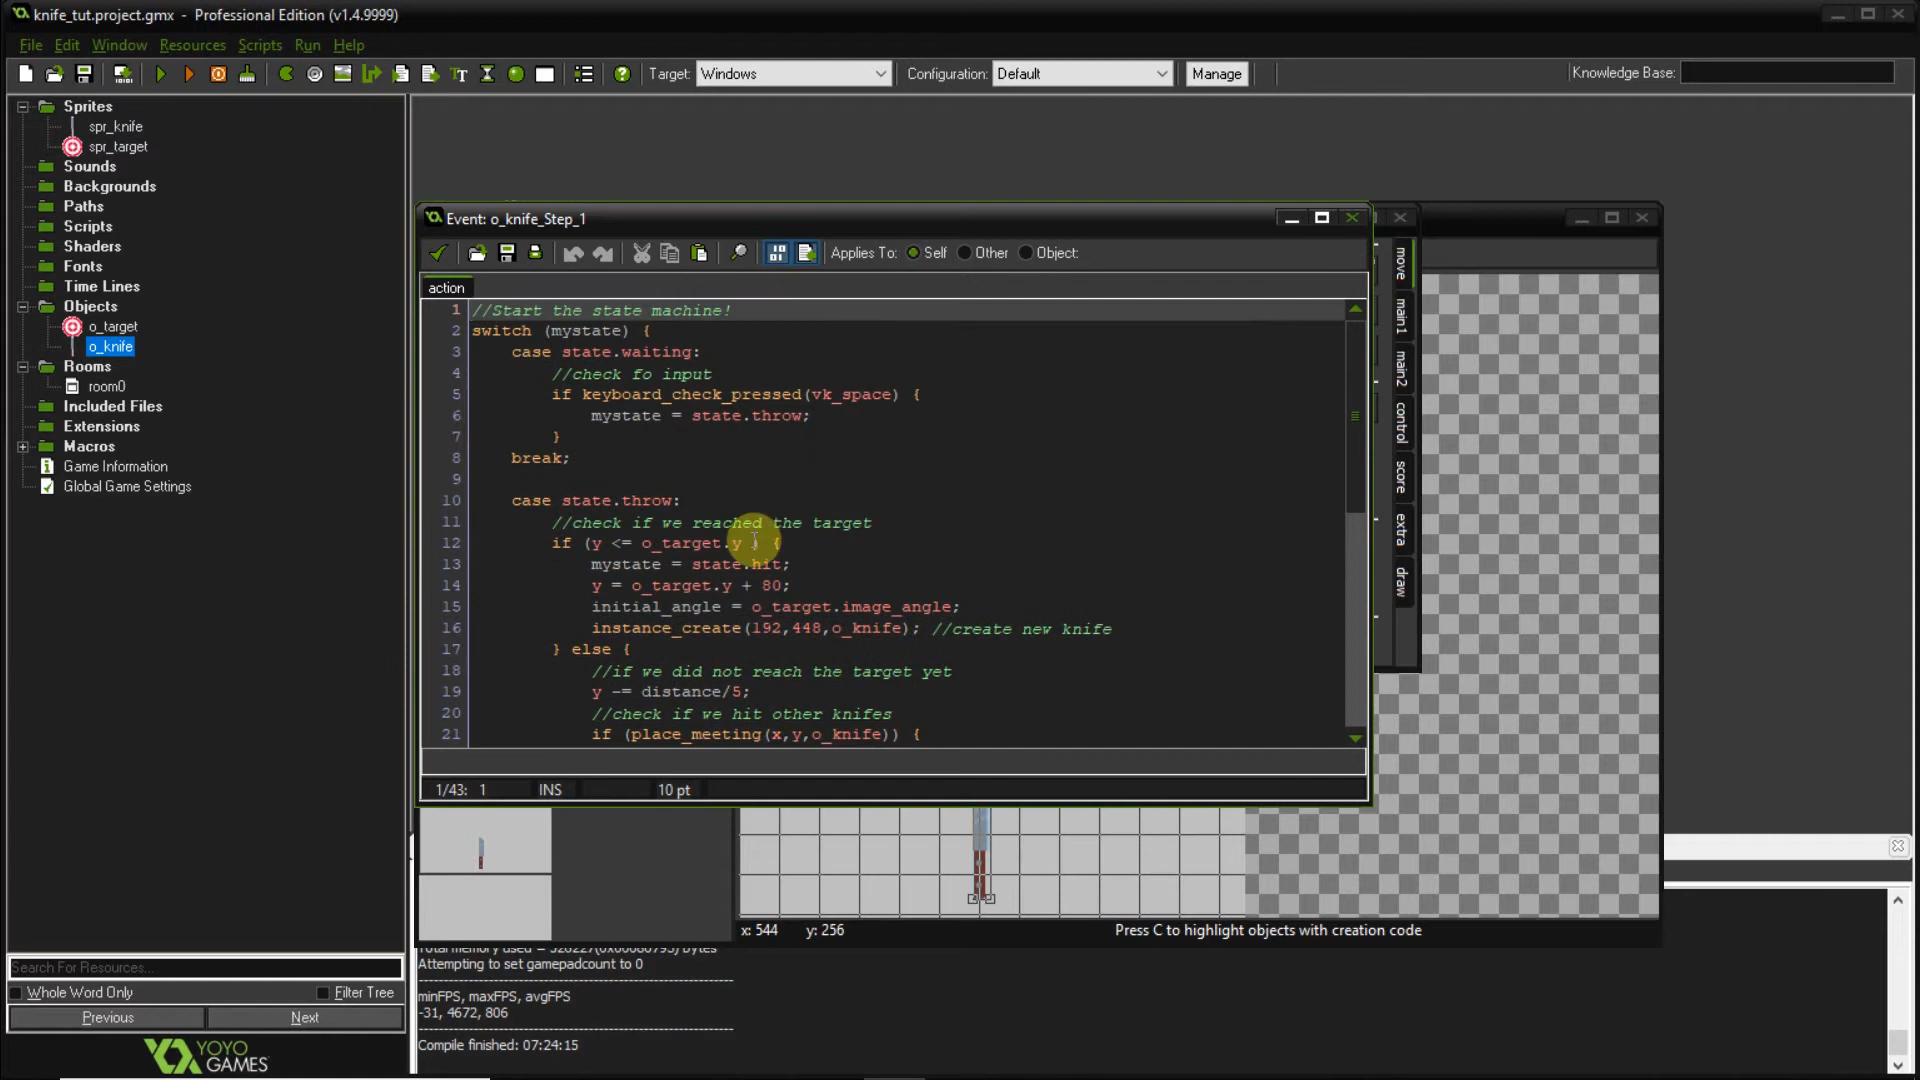 knife_tut.project.gmx - Professional Edition (v1.4.9999)
File Edit Window Resources Scripts Run Help
Target: Windows Configuration: Default Manage Knowledge Base:
Sprites
spr_knife
spr_target
Sounds
Backgrounds
Paths
Scripts
Shaders
Fonts
Time Lines
Objects
o_target
o_knife
Rooms
room0
Included Files
Extensions
Macros
Game Information
Global Game Settings
Search For Resources...
Whole Word Only Filter Tree
Previous Next
YOYO
GAMES
Event: o_knife_Step_1
Applies To: Self Other Object:
action
1 //Start the state machine!
2 switch (mystate) {
3 case state.waiting:
4 //check fo input
5 if keyboard_check_pressed(vk_space) {
6 mystate = state.throw;
7 }
8 break;
9
10 case state.throw:
11 //check if we reached the target
12 if (y <= o_target.y ) {
13 mystate = state.hit;
14 y = o_target.y + 80;
15 initial_angle = o_target.image_angle;
16 instance_create(192,448,o_knife); //create new knife
17 } else {
18 //if we did not reach the target yet
19 y -= distance/5;
20 //check if we hit other knifes
21 if (place_meeting(x,y,o_knife)) {
1/43: 1 INS 10 pt
move
main1
main2
control
score
extra
draw
x: 544 y: 256 Press C to highlight objects with creation code
Attempting to set gamepadcount to 0
minFPS, maxFPS, avgFPS
-31, 4672, 806
Compile finished: 07:24:15